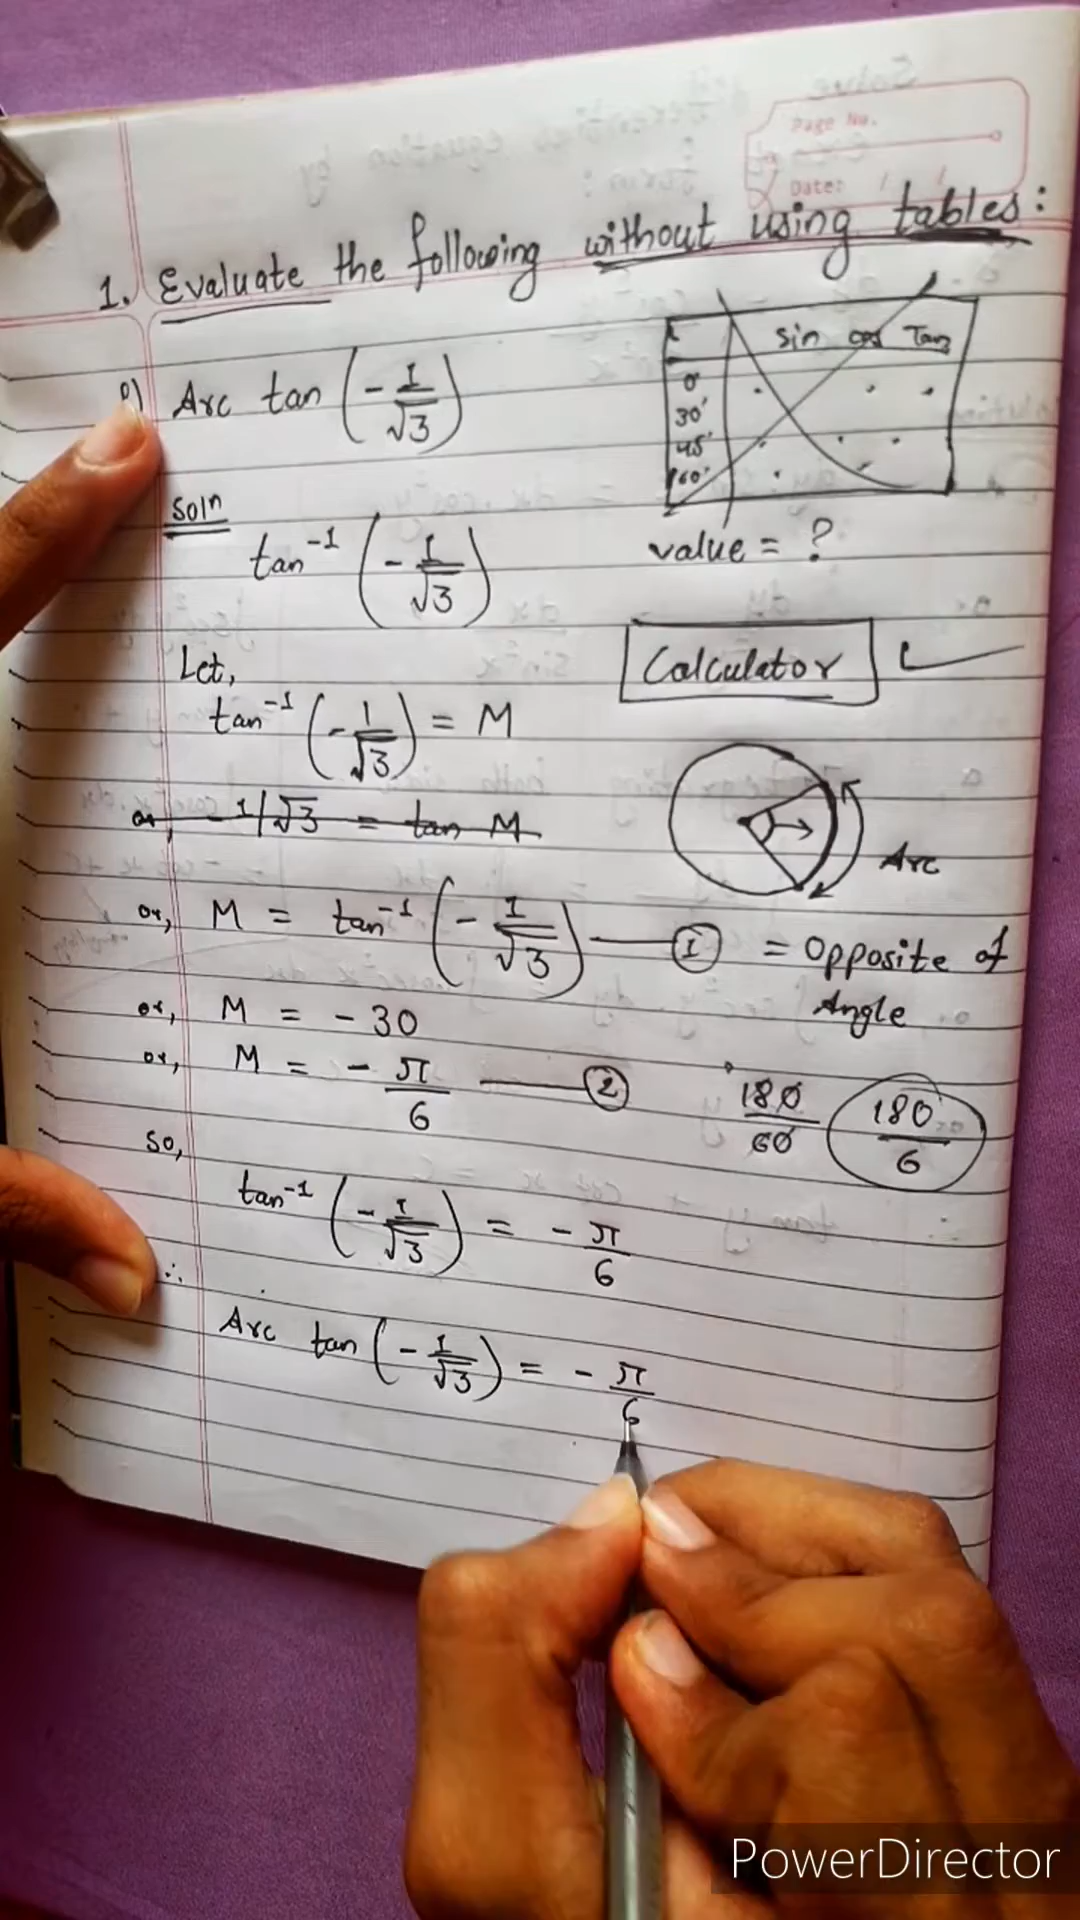 Page No.
Date: / /
1. Evaluate the following without using tables:
Arc tan (- 1/√3)
sin cos Tan
0°
30°
45°
60°
Soln
tan⁻¹ (- 1/√3)
value = ?
Let,
Calculator
tan⁻¹ (- 1/√3) = M
or, - 1/√3 = tan M
Arc
or, M = tan⁻¹ (- 1/√3) — ①
= Opposite of
Angle
or, M = - 30
or, M = - π/6 — ②
180/60 180/6
so,
tan⁻¹ (- 1/√3) = - π/6
∴
Arc tan (- 1/√3) = - π/6
PowerDirector